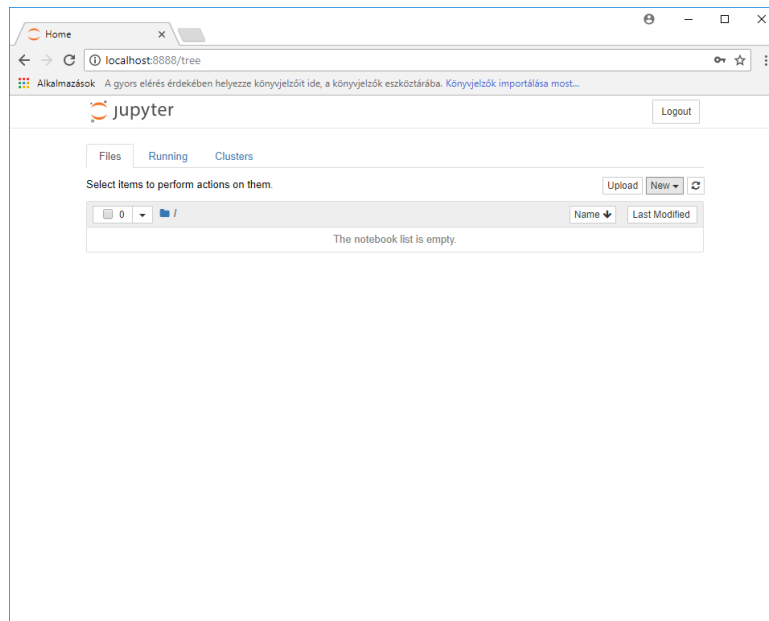 Home
localhost:8888/tree
Alkalmazások A gyors elérés érdekében helyezze könyvjelzőit ide, a könyvjelzők eszköztárába. Könyvjelzők importálása most...
jupyter Logout
Files Running Clusters
Select items to perform actions on them. Upload New
0 / Name Last Modified
The notebook list is empty.